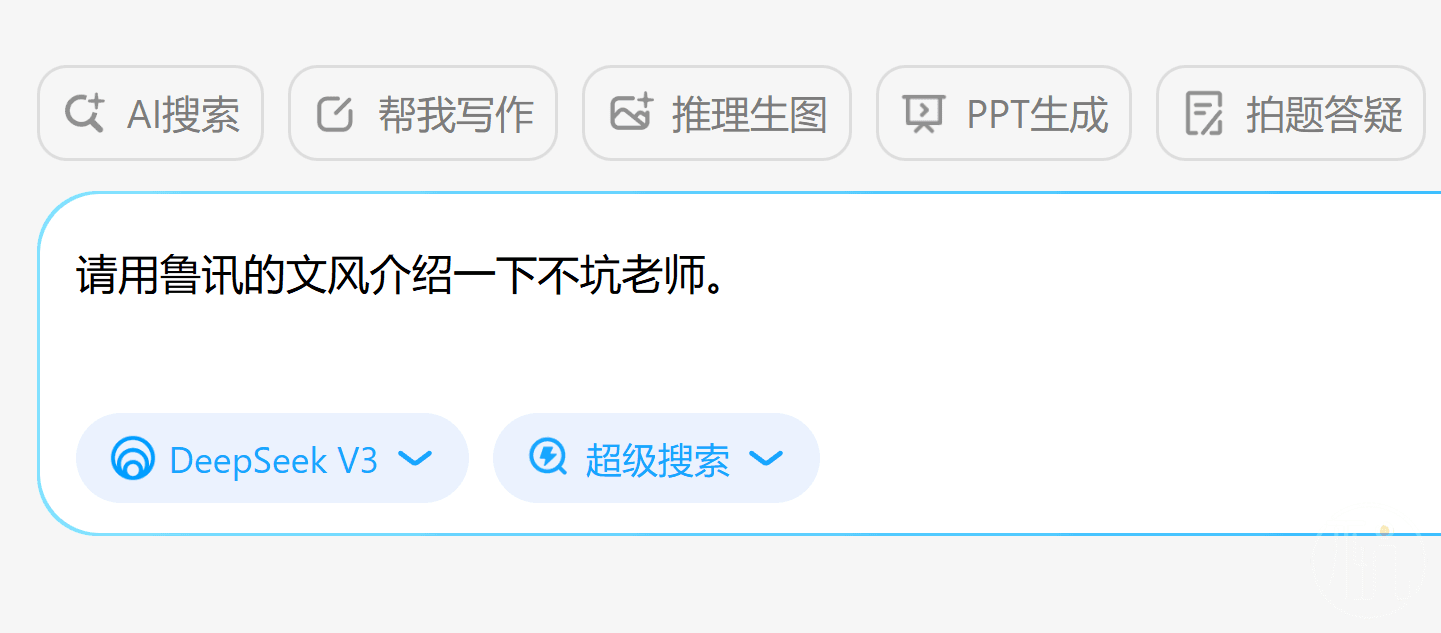 AI搜索 帮我写作 推理生图 PPT生成 拍题答疑
请用鲁讯的文风介绍一下不坑老师。
DeepSeek V3 超级搜索